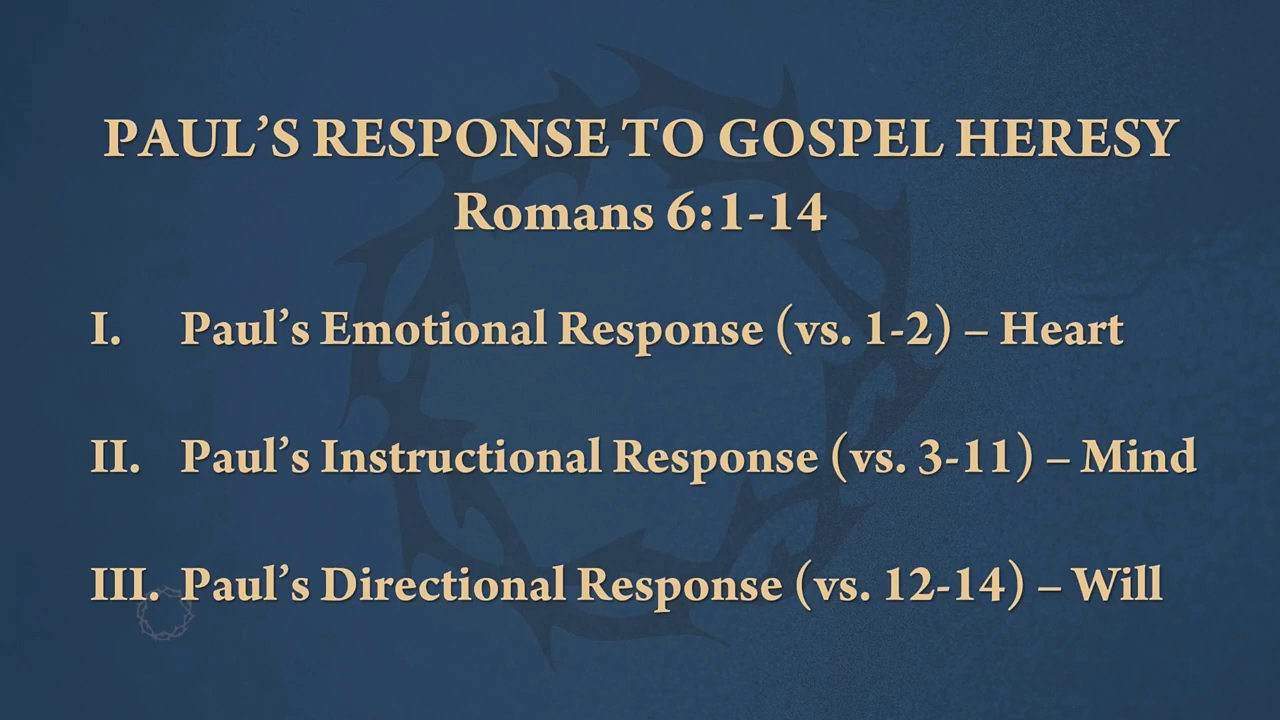 PAUL’S RESPONSE TO GOSPEL HERESY
Romans 6:1-14
I. Paul’s Emotional Response (vs. 1-2) – Heart
II. Paul’s Instructional Response (vs. 3-11) – Mind
III. Paul’s Directional Response (vs. 12-14) – Will